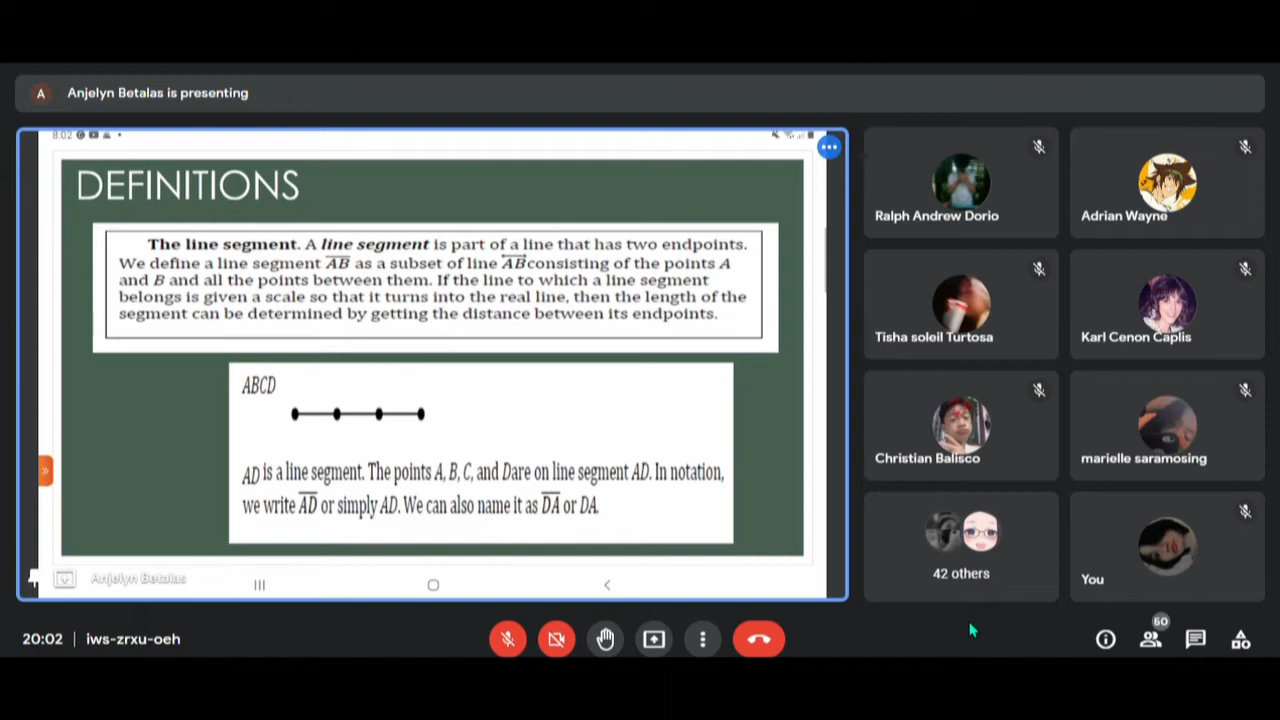 A
Anjelyn Betalas is presenting
8:02
DEFINITIONS
The line segment. A line segment is part of a line that has two endpoints.
We define a line segment AB as a subset of line AB consisting of the points A
and B and all the points between them. If the line to which a line segment
belongs is given a scale so that it turns into the real line, then the length of the
segment can be determined by getting the distance between its endpoints.
ABCD
AD is a line segment. The points A, B, C, and Dare on line segment AD. In notation,
we write AD or simply AD. We can also name it as DA or DA.
Anjelyn Betalas
Ralph Andrew Dorio
Adrian Wayne
Tisha soleil Turtosa
Karl Cenon Caplis
Christian Balisco
marielle saramosing
42 others
You
20:02 | iws-zrxu-oeh
60